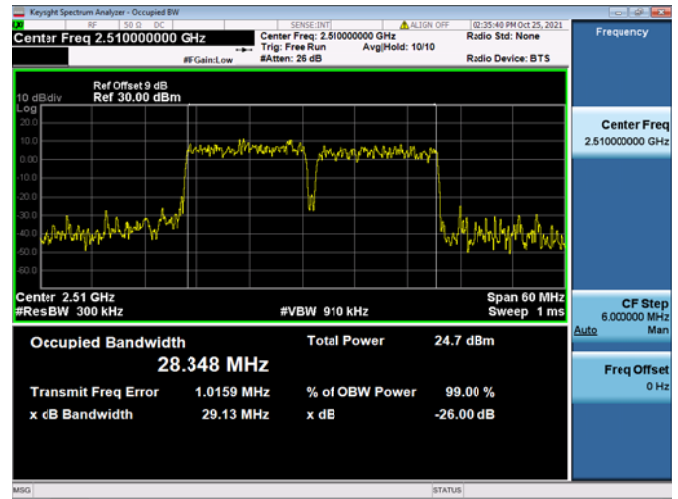 Keysight Spectrum Analyzer - Occupied BW
RF 50 Ω DC SENSE:INT ALIGN OFF 02:35:40 PM Oct 25, 2021
Center Freq 2.510000000 GHz Center Freq: 2.510000000 GHz Radio Std: None
Trig: Free Run Avg|Hold: 10/10
#FGain:Low #Atten: 26 dB Radio Device: BTS
Ref Offset 9 dB
10 dB/div Ref 30.00 dBm
Log
20.0
10.0
0.00
-10.0
-20.0
-30.0
-40.0
-50.0
-60.0
Center 2.51 GHz Span 60 MHz
#Res BW 300 kHz #VBW 910 kHz Sweep 1 ms
Occupied Bandwidth Total Power 24.7 dBm
28.348 MHz
Transmit Freq Error 1.0159 MHz % of OBW Power 99.00 %
x dB Bandwidth 29.13 MHz x dB -26.00 dB
MSG STATUS
Frequency
Center Freq
2.510000000 GHz
CF Step
6.000000 MHz
Auto Man
Freq Offset
0 Hz